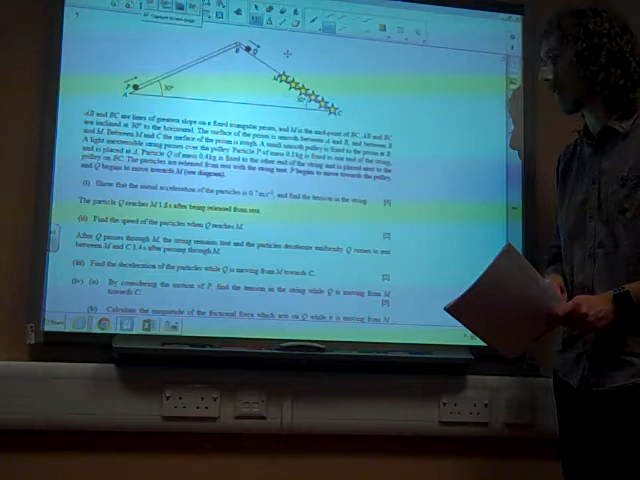 7
P
A
30°
B
Q
M
30°
C
AB and BC are lines of greatest slope on a fixed triangular prism, and M is the mid-point of BC. AB and BC
are inclined at 30° to the horizontal. The surface of the prism is smooth between A and B, and between B
and M. Between M and C the surface of the prism is rough. A small smooth pulley is fixed to the prism at B.
A light inextensible string passes over the pulley. Particle P of mass 0.3 kg is fixed to one end of the string,
and is placed at A. Particle Q of mass 0.4 kg is fixed to the other end of the string and is placed next to the
pulley on BC. The particles are released from rest with the string taut. P begins to move towards the pulley,
and Q begins to move towards M (see diagram).
(i) Show that the initial acceleration of the particles is 0.7 m s⁻², and find the tension in the string.
The particle Q reaches M 1.8 s after being released from rest.
(ii) Find the speed of the particles when Q reaches M.
[2]
After Q passes through M, the string remains taut and the particles decelerate uniformly. Q comes to rest
between M and C 1.4 s after passing through M.
(iii) Find the deceleration of the particles while Q is moving from M towards C.
[2]
(iv) (a) By considering the motion of P, find the tension in the string while Q is moving from M
towards C.
(b) Calculate the magnitude of the frictional force which acts on Q while it is moving from M